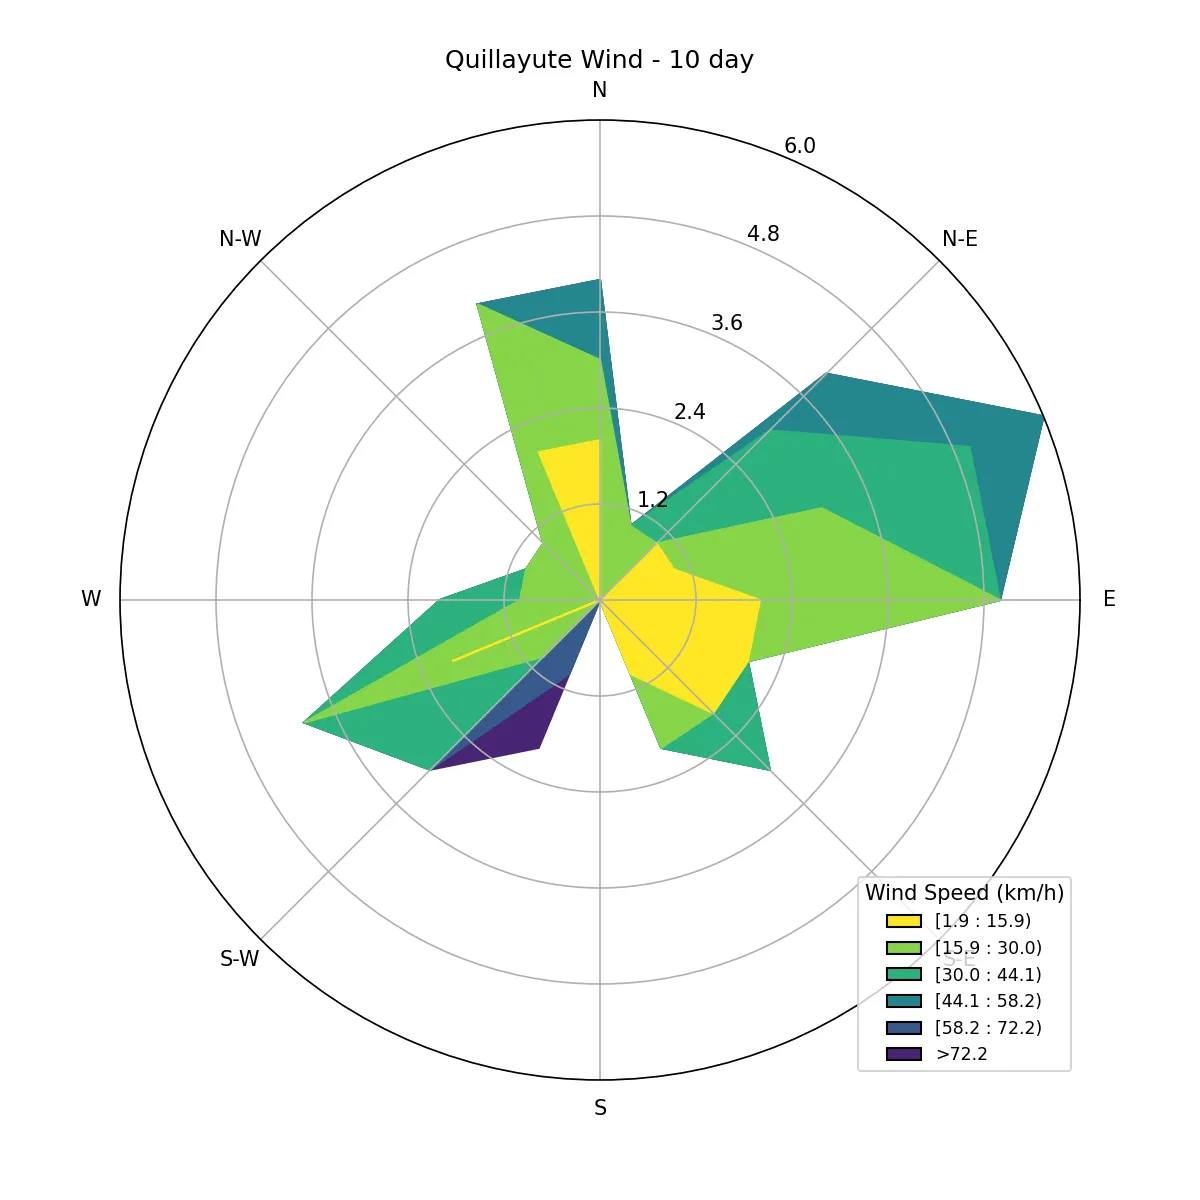 Quillayute Wind - 10 day
N
6.0
4.8
N-W
N-E
3.6
2.4
1.2
W
E
Wind Speed (km/h)
[1.9 : 15.9)
[15.9 : 30.0)
S-W
S-E
[30.0 : 44.1)
[44.1 : 58.2)
[58.2 : 72.2)
>72.2
S